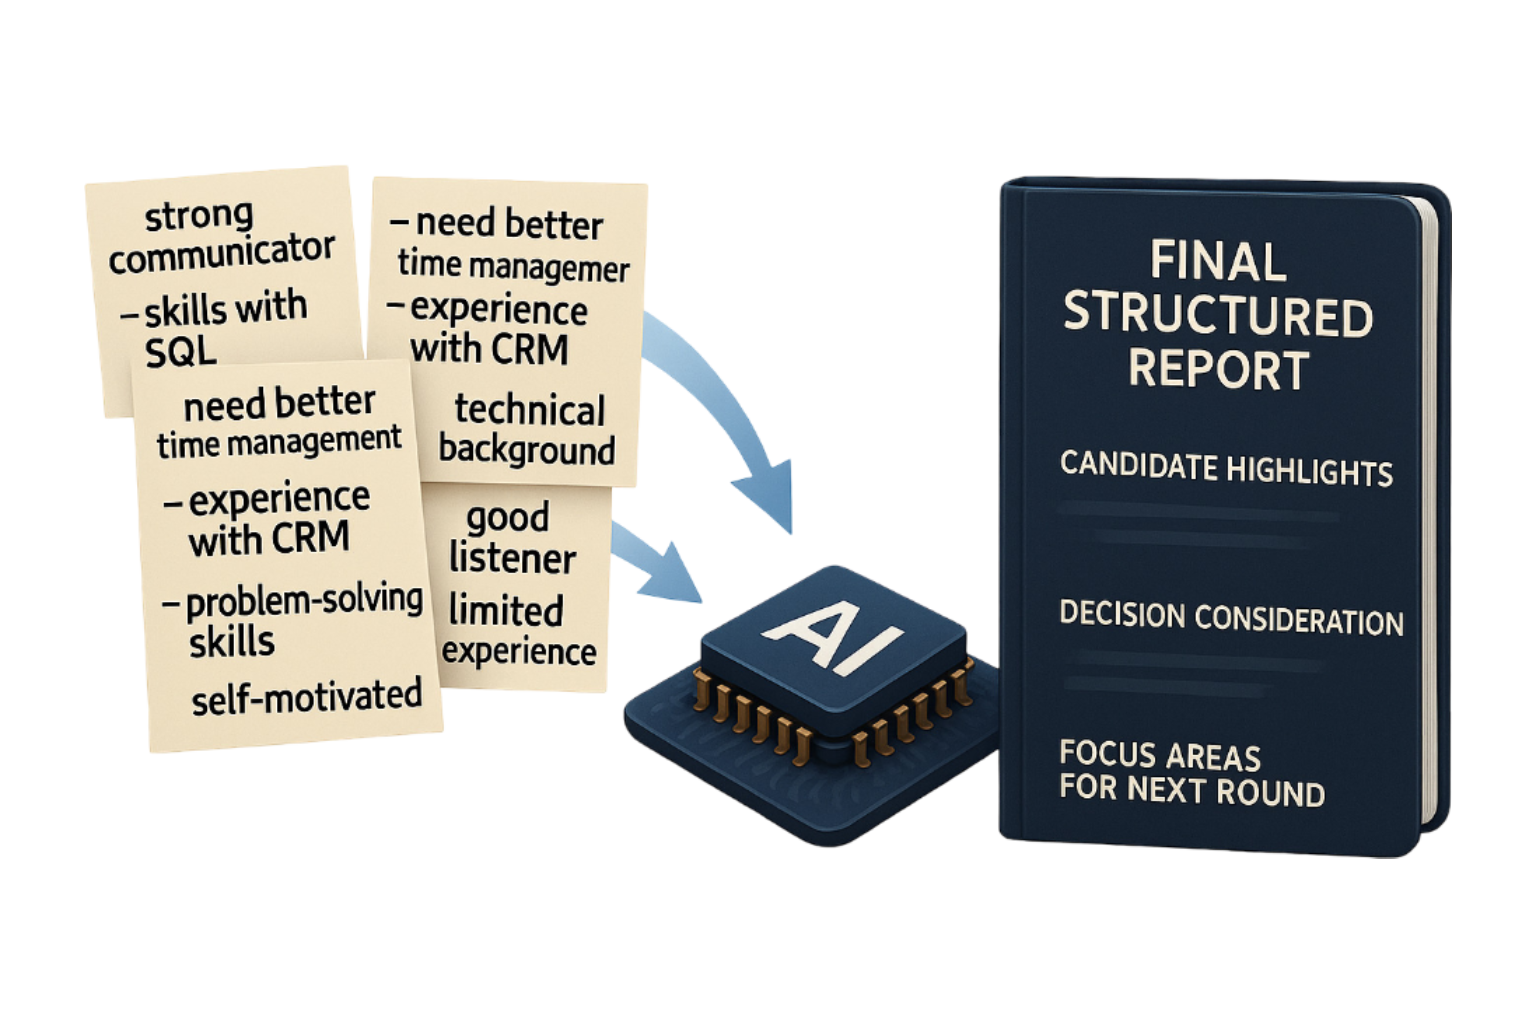 strong
communicator
– skills with
SQL
– need better
time managemer
– experience
with CRM
technical
background
need better
time management
– experience
with CRM
– problem-solving
skills
self-motivated
good
listener
limited
experience
AI
FINAL
STRUCTURED
REPORT
CANDIDATE HIGHLIGHTS
DECISION CONSIDERATION
FOCUS AREAS
FOR NEXT ROUND